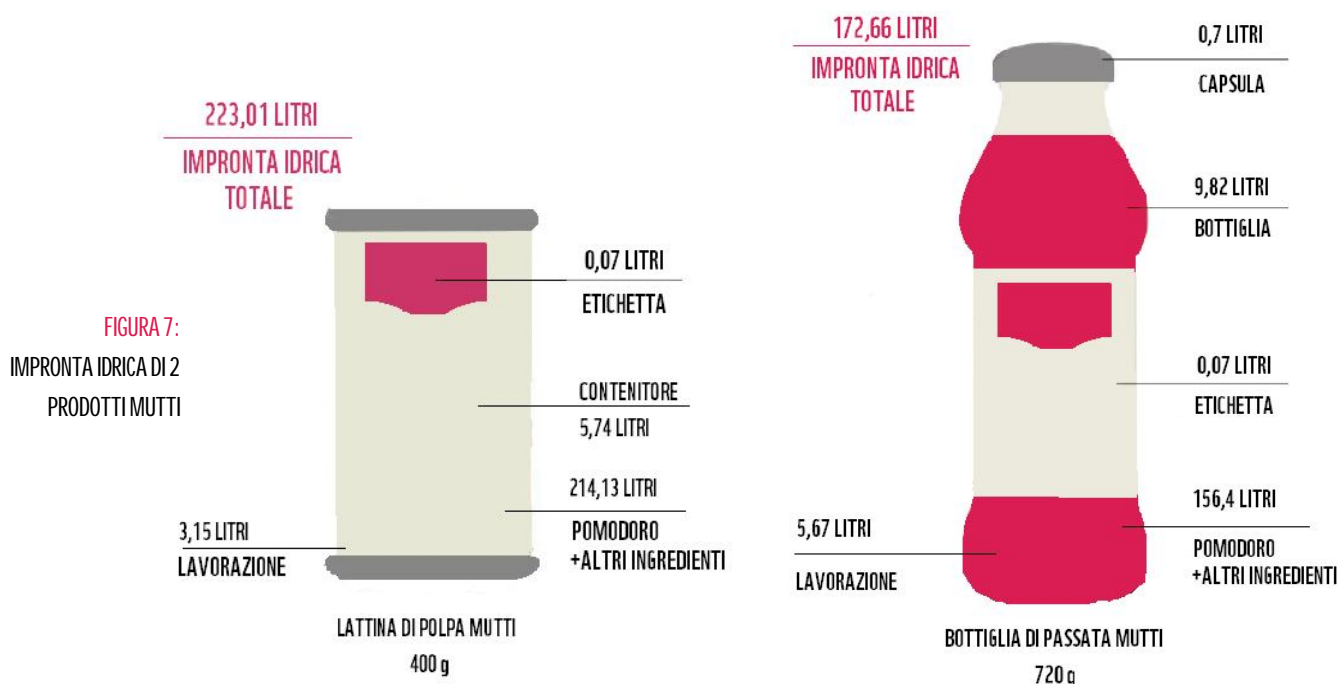 FIGURA 7:
IMPRONTA IDRICA DI 2
PRODOTTI MUTTI
223,01 LITRI
IMPRONTA IDRICA
TOTALE
0,07 LITRI
ETICHETTA
CONTENITORE
5,74 LITRI
214,13 LITRI
POMODORO
+ALTRI INGREDIENTI
3,15 LITRI
LAVORAZIONE
LATTINA DI POLPA MUTTI
400 g
172,66 LITRI
IMPRONTA IDRICA
TOTALE
0,7 LITRI
CAPSULA
9,82 LITRI
BOTTIGLIA
0,07 LITRI
ETICHETTA
156,4 LITRI
POMODORO
+ALTRI INGREDIENTI
5,67 LITRI
LAVORAZIONE
BOTTIGLIA DI PASSATA MUTTI
720 g